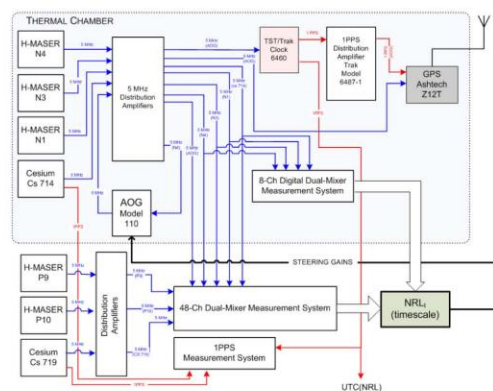 THERMAL CHAMBER
H-MASER
N4
H-MASER
N3
H-MASER
N1
Cesium
Cs 714
5 MHz
Distribution
Amplifiers
AOG
Model
110
TST/Trak
Clock
6460
1PPS
Distribution
Amplifier
Trak
Model
6487-1
GPS
Ashtech
Z12T
8-Ch Digital Dual-Mixer
Measurement System
STEERING GAINS
H-MASER
P9
H-MASER
P10
Cesium
Cs 719
Distribution
Amplifiers
48-Ch Dual-Mixer Measurement System
1PPS
Measurement System
NRL
(timescale)
UTC(NRL)